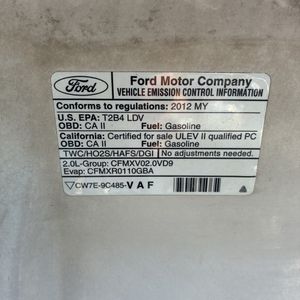 Ford
Ford Motor Company
VEHICLE EMISSION CONTROL INFORMATION
Conforms to regulations: 2012 MY
U.S. EPA: T2B4 LDV
OBD: CA II Fuel: Gasoline
California: Certified for sale ULEV II qualified PC
OBD: CA II Fuel: Gasoline
TWC/HO2S/HAFS/DGI
No adjustments needed.
2.0L-Group: CFMXV02.0VD9
Evap: CFMXR0110GBA
CW7E-9C485-VAF